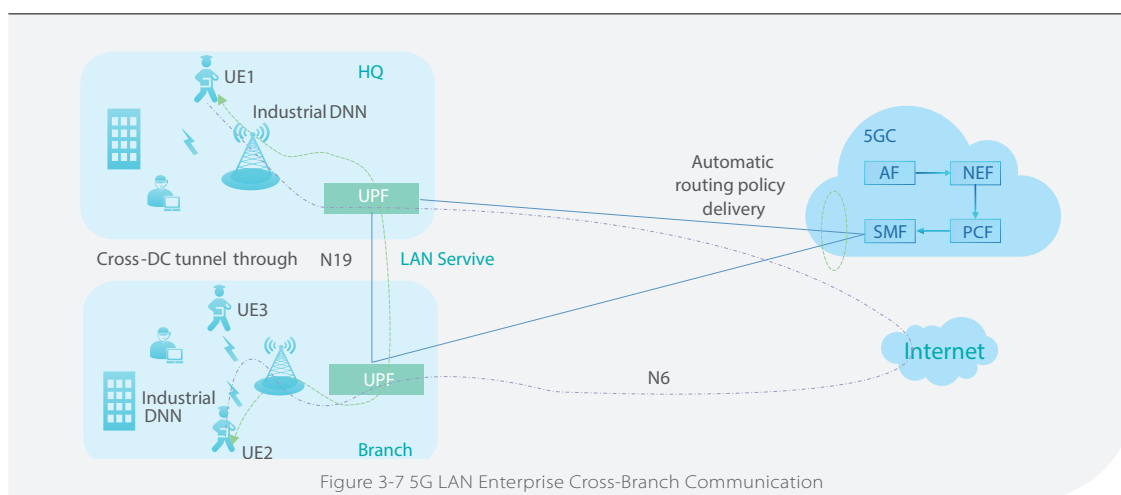 HQ
UE1
Industrial DNN
UPF
Automatic
routing policy
delivery
5GC
AF
NEF
SMF
PCF
Cross-DC tunnel through N19
LAN Servive
UE3
Industrial
DNN
UE2
UPF
Branch
N6
Internet
Figure 3-7 5G LAN Enterprise Cross-Branch Communication